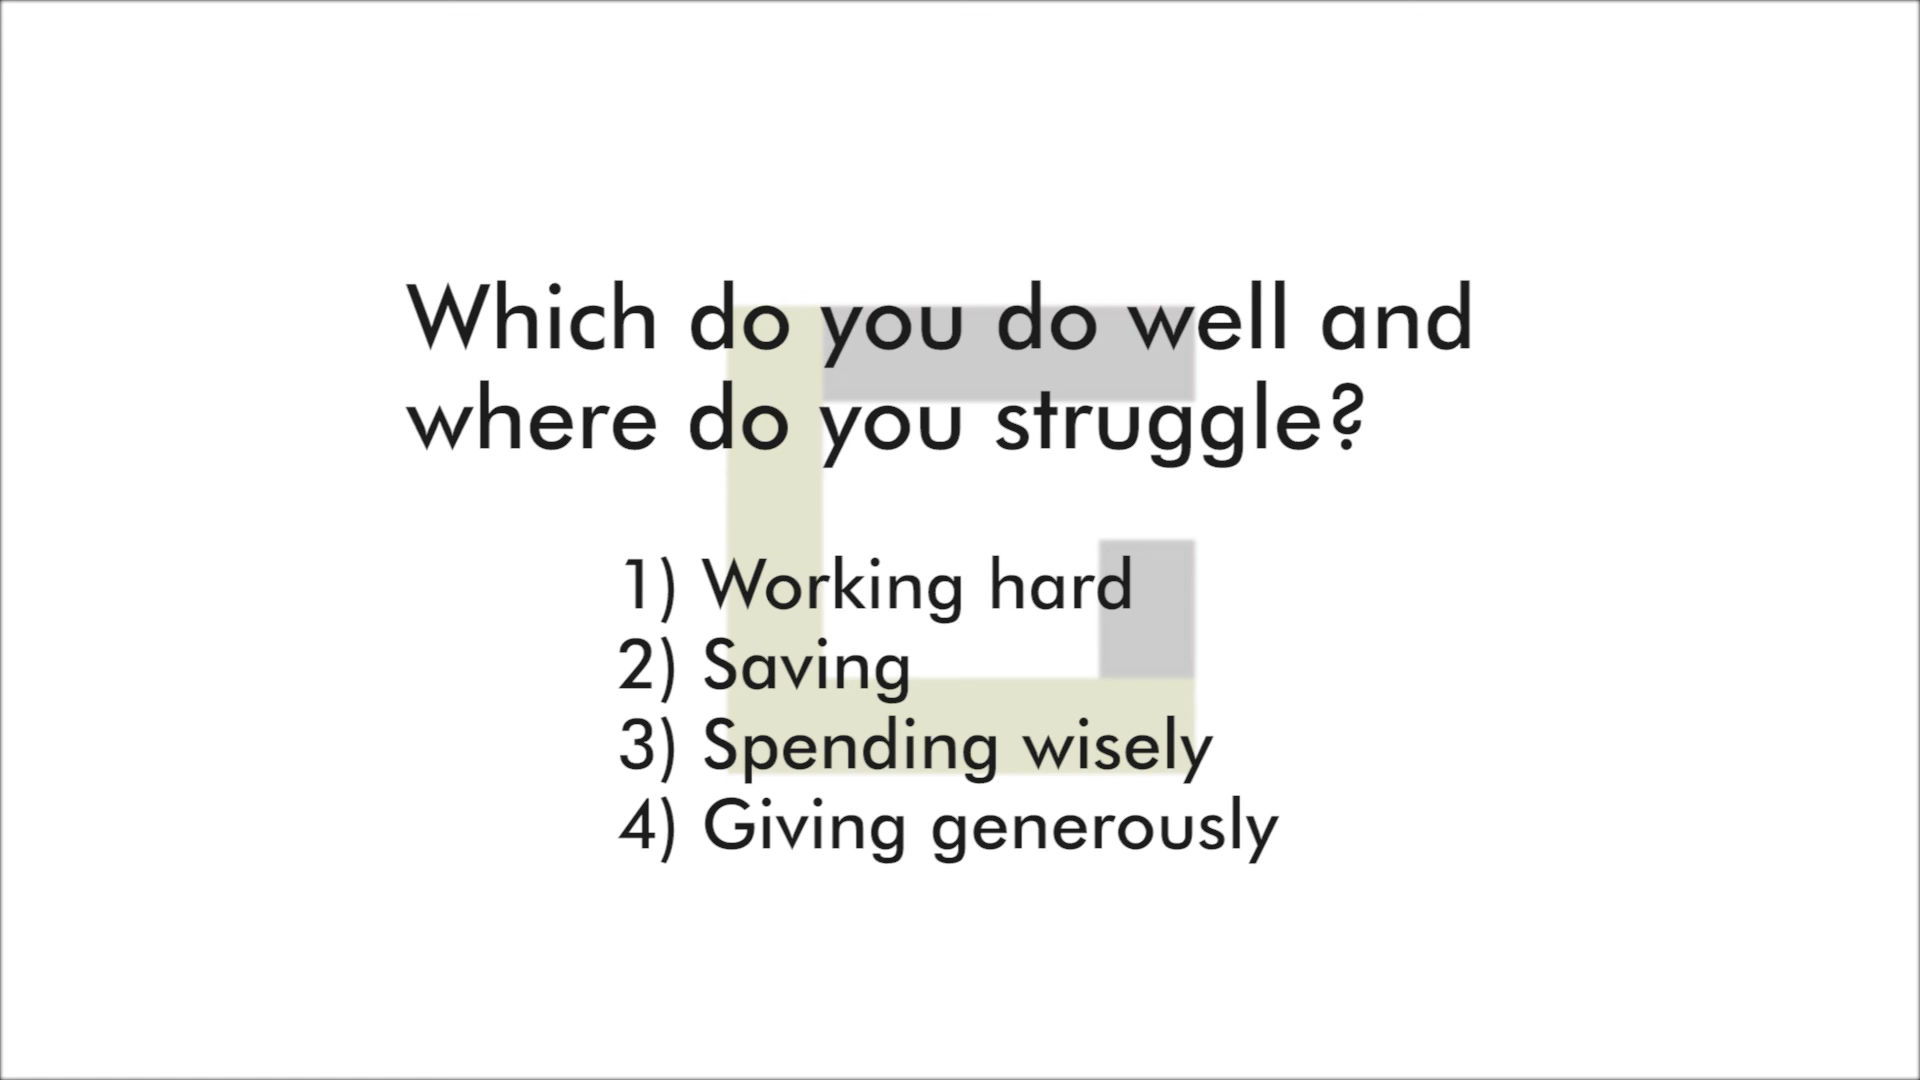 Which do you do well and
where do you struggle?
1) Working hard
2) Saving
3) Spending wisely
4) Giving generously